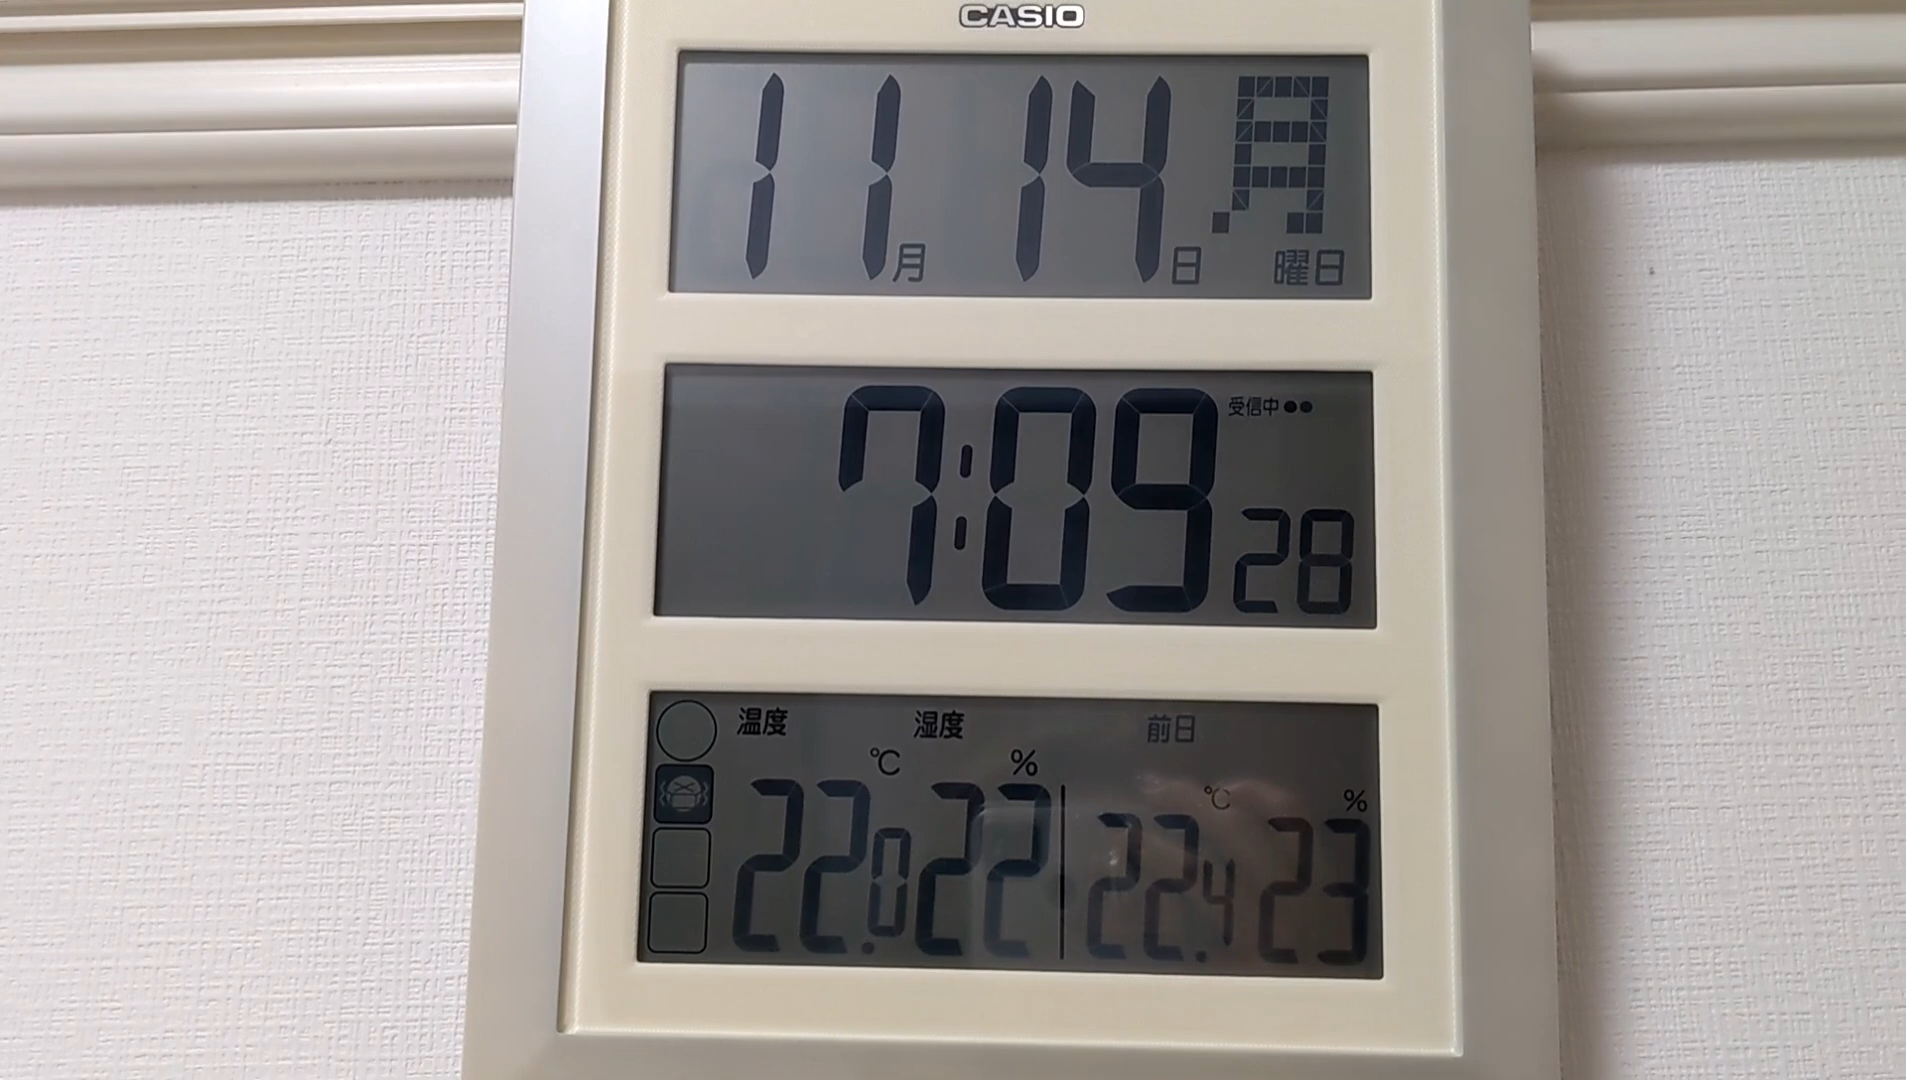 CASIO
11月 14日 月曜日
受信中●●
7:09 28
温度 湿度 前日
℃ % ℃ %
22.0 22 22.4 23